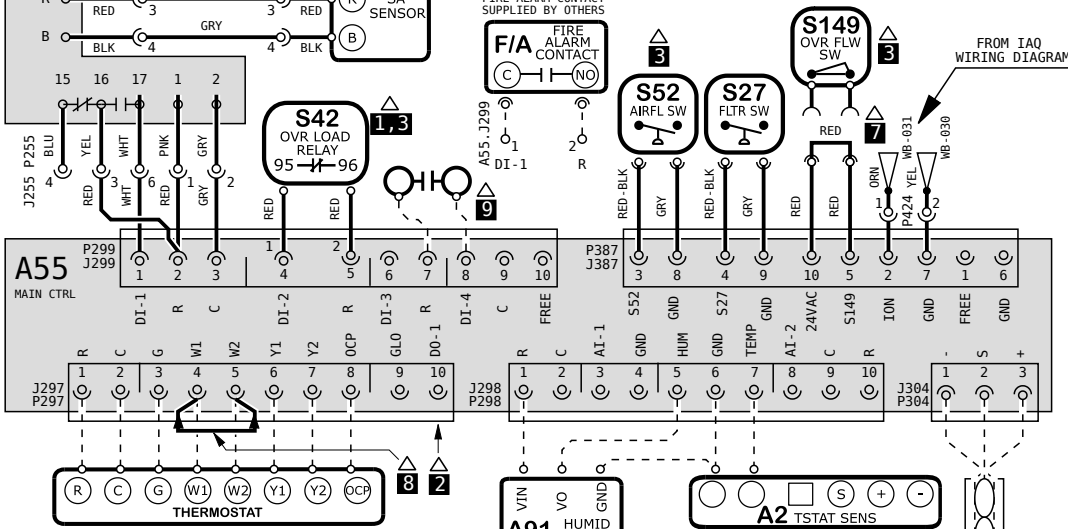 FIRE ALARM CONTACT
SUPPLIED BY OTHERS
R RED 3 3 RED R SA
SENSOR
B BLK 4 GRY 4 BLK B
F/A FIRE
ALARM
CONTACT
C NO
A55.J299
1 2
DI-1 R
S149
OVR FLW
SW
3
3
FROM IAQ
WIRING DIAGRAM
15 16 17 1 2
P255 BLU YEL WHT PNK GRY
J255 4 3 6 1 2
RED WHT RED GRY
S42
OVR LOAD
RELAY
95 96
1,3
9
S52
AIRFL SW
S27
FLTR SW
RED
7
WB-031
WB-030
ORN YEL
1 P424 2
RED RED
RED-BLK GRY RED-BLK GRY RED RED
1 2
A55
MAIN CTRL
P299
J299
1 2 3 4 5 6 7 8 9 10
DI-1 R C DI-2 R DI-3 R DI-4 C FREE
P387
J387
3 8 4 9 10 5 2 7 1 6
S52 GND S27 GND 24VAC S149 ION GND FREE GND
R C G W1 W2 Y1 Y2 OCP GLO DO-1
1 2 3 4 5 6 7 8 9 10
J297
P297
R C AI-1 GND HUM GND TEMP AI-2 C R
1 2 3 4 5 6 7 8 9 10
J298
P298
- S +
1 2 3
J304
P304
8 2
R C G W1 W2 Y1 Y2 OCP
THERMOSTAT
VIN VO GND
A91 HUMID
S + -
A2 TSTAT SENS